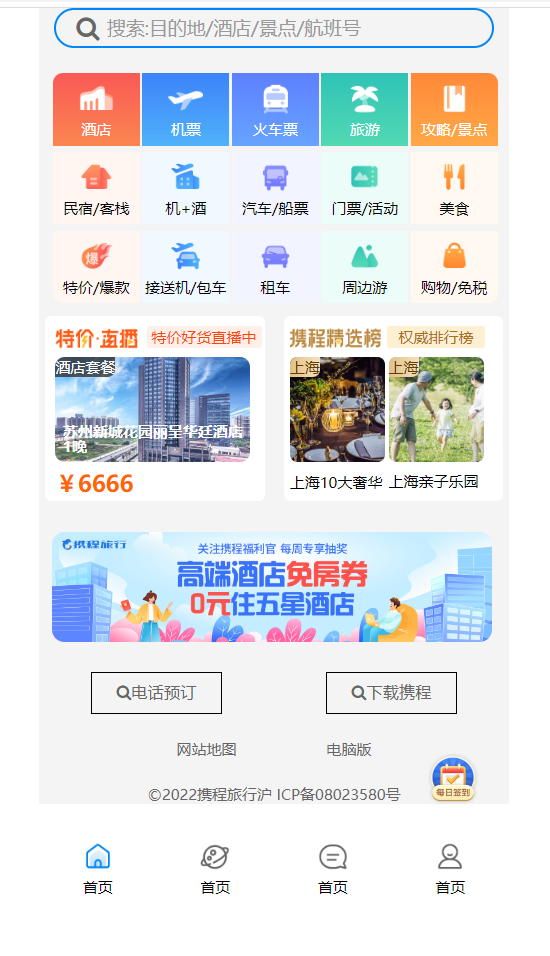 搜索:目的地/酒店/景点/航班号
酒店 机票 火车票 旅游 攻略/景点
民宿/客栈 机+酒 汽车/船票 门票/活动 美食
爆
特价/爆款 接送机/包车 租车 周边游 购物/免税
特价·直播 特价好货直播中
携程精选榜 权威排行榜
酒店套餐
上海 上海
苏州新城花园丽呈华廷酒店
1晚
￥6666
上海10大奢华 上海亲子乐园
携程旅行
关注携程福利官 每周专享抽奖
高端酒店免房券
0元住五星酒店
电话预订 下载携程
网站地图 电脑版
每日签到
©2022携程旅行沪 ICP备08023580号
首页 首页 首页 首页